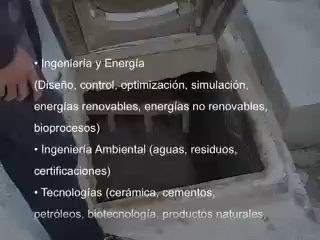 • Ingeniería y Energía
(Diseño, control, optimización, simulación,
energías renovables, energías no renovables,
bioprocesos)
• Ingeniería Ambiental (aguas, residuos,
certificaciones)
• Tecnologías (cerámica, cementos,
petróleos, biotecnología, productos naturales,